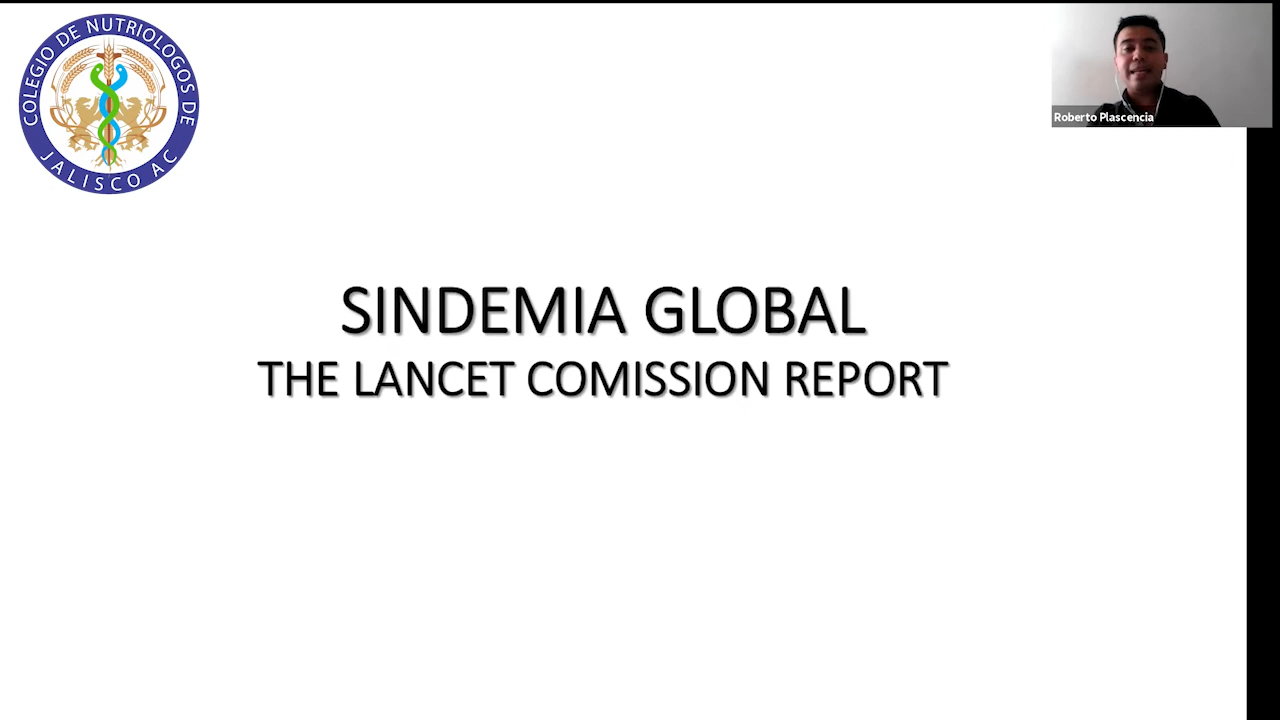 COLEGIO DE NUTRIOLOGOS DE
JALISCO AC
Roberto Plascencia
SINDEMIA GLOBAL
THE LANCET COMISSION REPORT